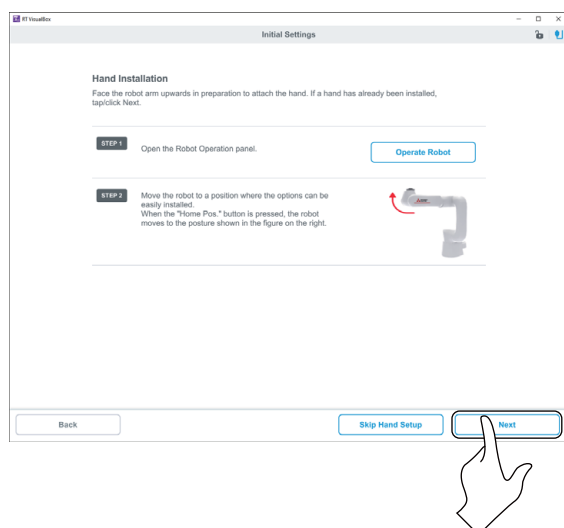 RT VisualBox
Initial Settings
Hand Installation
Face the robot arm upwards in preparation to attach the hand. If a hand has already been installed,
tap/click Next.
STEP 1
Open the Robot Operation panel.
Operate Robot
STEP 2
Move the robot to a position where the options can be
easily installed.
When the "Home Pos." button is pressed, the robot
moves to the posture shown in the figure on the right.
Back
Skip Hand Setup
Next